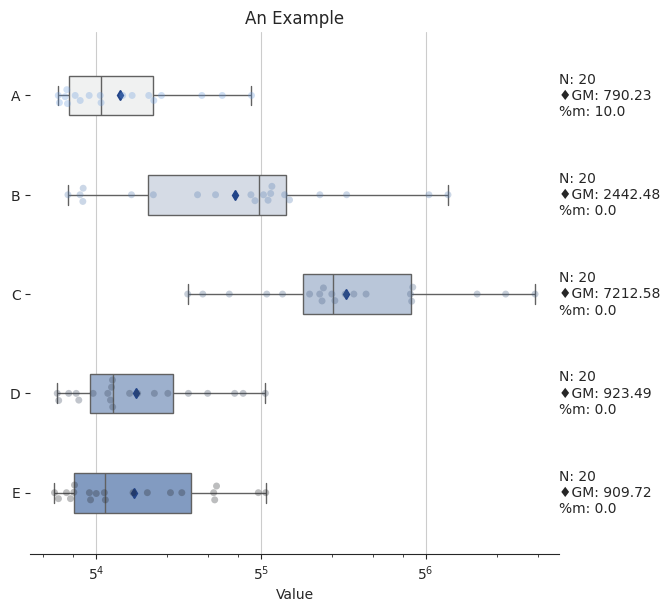 An Example
A
N: 20
♦GM: 790.23
%m: 10.0
B
N: 20
♦GM: 2442.48
%m: 0.0
C
N: 20
♦GM: 7212.58
%m: 0.0
D
N: 20
♦GM: 923.49
%m: 0.0
E
N: 20
♦GM: 909.72
%m: 0.0
5⁴ 5⁵ 5⁶
Value